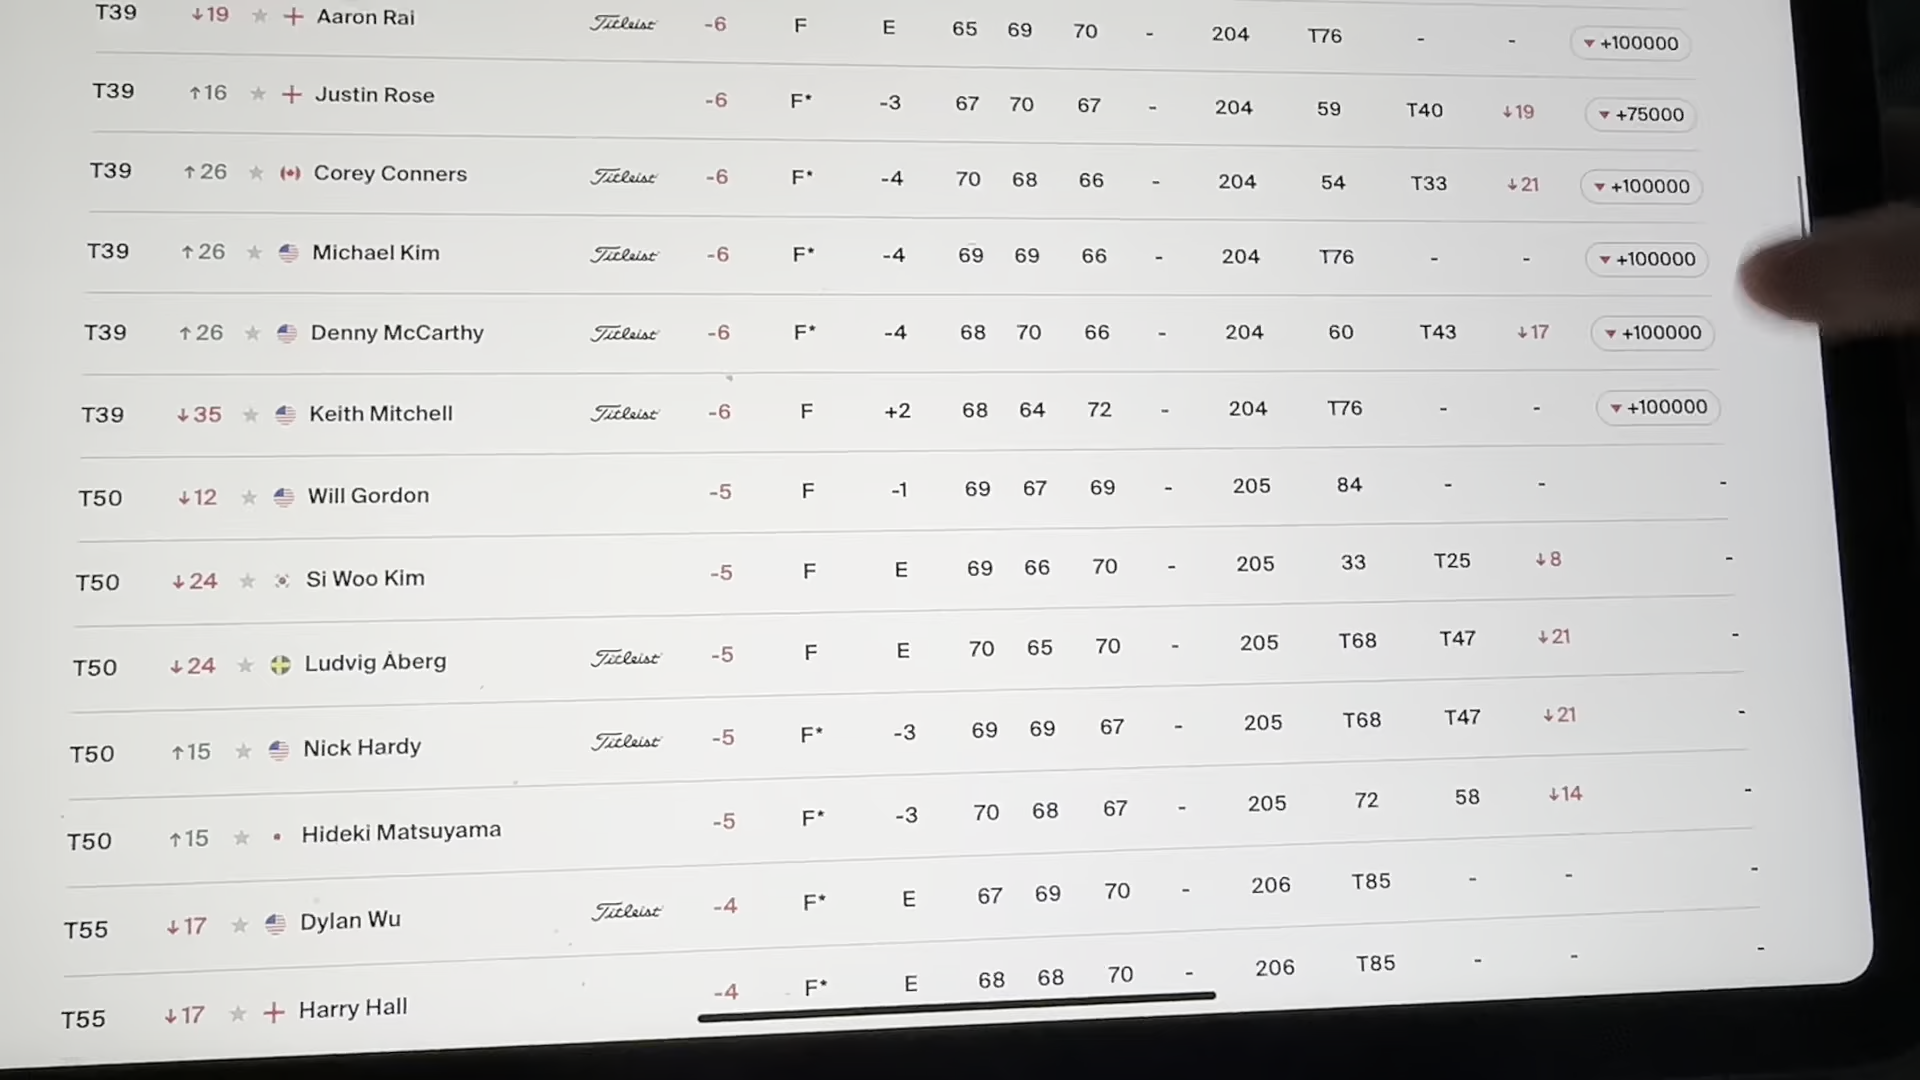 T39 ↓19 Aaron Rai Titleist -6 F E 65 69 70 - 204 T76 - - +100000
T39 ↑16 Justin Rose -6 F* -3 67 70 67 - 204 59 T40 ↓19 +75000
T39 ↑26 Corey Conners Titleist -6 F* -4 70 68 66 - 204 54 T33 ↓21 +100000
T39 ↑26 Michael Kim Titleist -6 F* -4 69 69 66 - 204 T76 - - +100000
T39 ↑26 Denny McCarthy Titleist -6 F* -4 68 70 66 - 204 60 T43 ↓17 +100000
T39 ↓35 Keith Mitchell Titleist -6 F +2 68 64 72 - 204 T76 - - +100000
T50 ↓12 Will Gordon -5 F -1 69 67 69 - 205 84 - - -
T50 ↓24 Si Woo Kim -5 F E 69 66 70 - 205 33 T25 ↓8 -
T50 ↓24 Ludvig Åberg Titleist -5 F E 70 65 70 - 205 T68 T47 ↓21 -
T50 ↑15 Nick Hardy Titleist -5 F* -3 69 69 67 - 205 T68 T47 ↓21 -
T50 ↑15 Hideki Matsuyama -5 F* -3 70 68 67 - 205 72 58 ↓14 -
T55 ↓17 Dylan Wu Titleist -4 F* E 67 69 70 - 206 T85 - - -
T55 ↓17 Harry Hall -4 F* E 68 68 70 - 206 T85 - - -